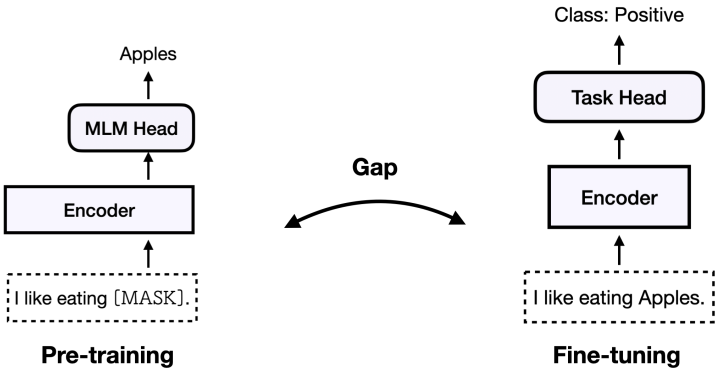 Apples
MLM Head
Encoder
I like eating [MASK].
Pre-training
Gap
Class: Positive
Task Head
Encoder
I like eating Apples.
Fine-tuning